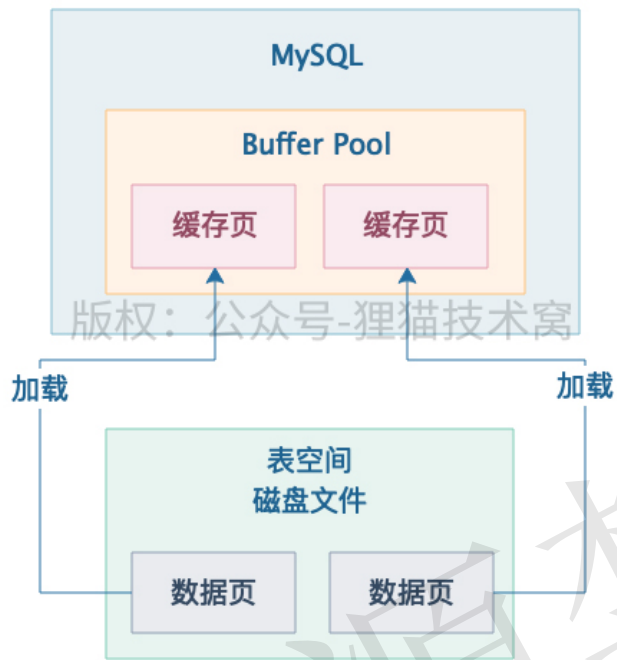 MySQL
Buffer Pool
缓存页 缓存页
版权：公众号-狸猫技术窝
加载 加载
表空间
磁盘文件
数据页 数据页